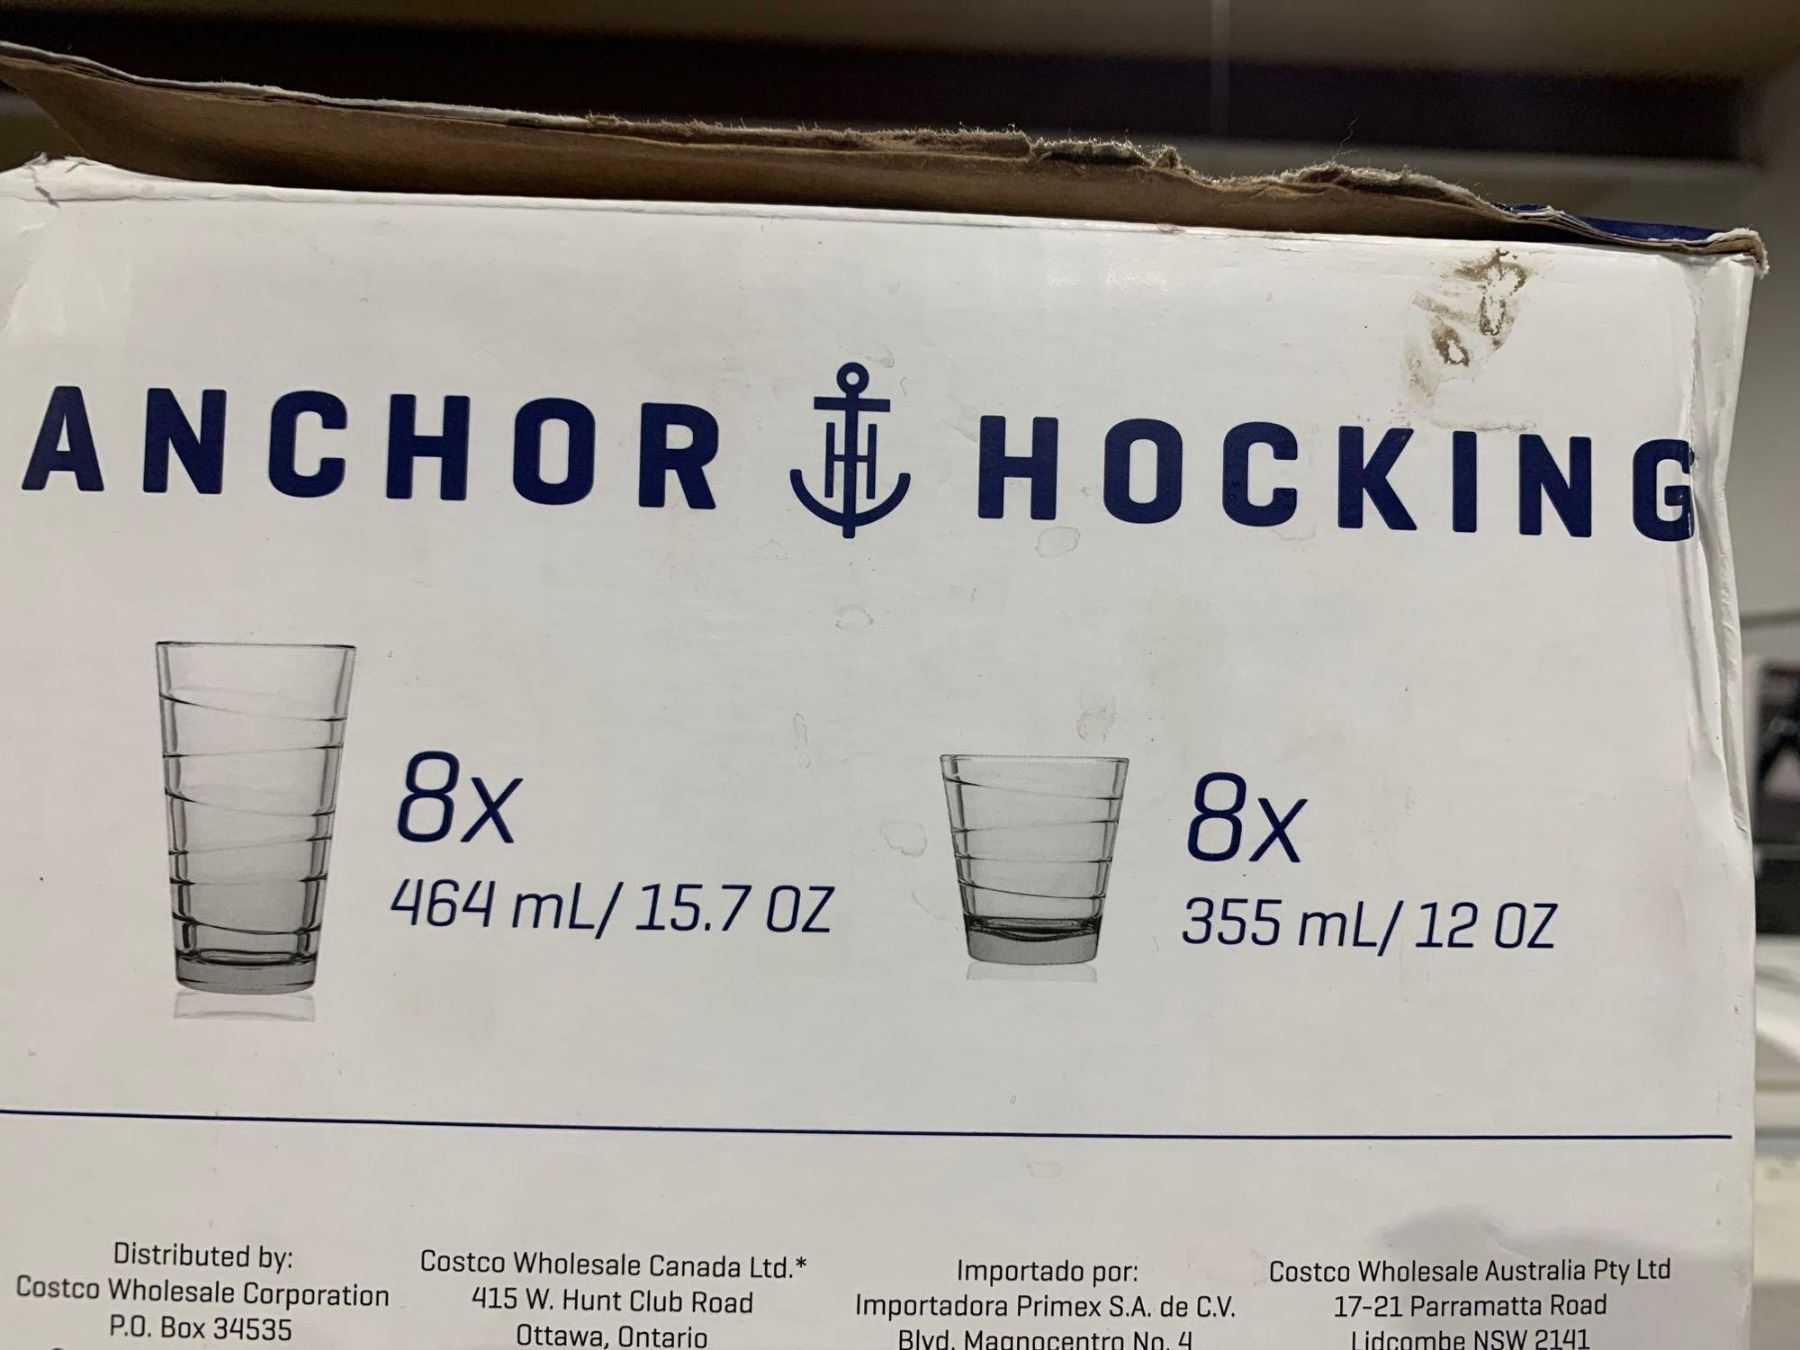 ANCHOR HOCKING
8x
464 mL/ 15.7 OZ
8x
355 mL/ 12 OZ
Distributed by:
Costco Wholesale Corporation
P.O. Box 34535
Costco Wholesale Canada Ltd.*
415 W. Hunt Club Road
Ottawa, Ontario
Importado por:
Importadora Primex S.A. de C.V.
Blvd. Magnocentro No. 4
Costco Wholesale Australia Pty Ltd
17-21 Parramatta Road
Lidcombe NSW 2141